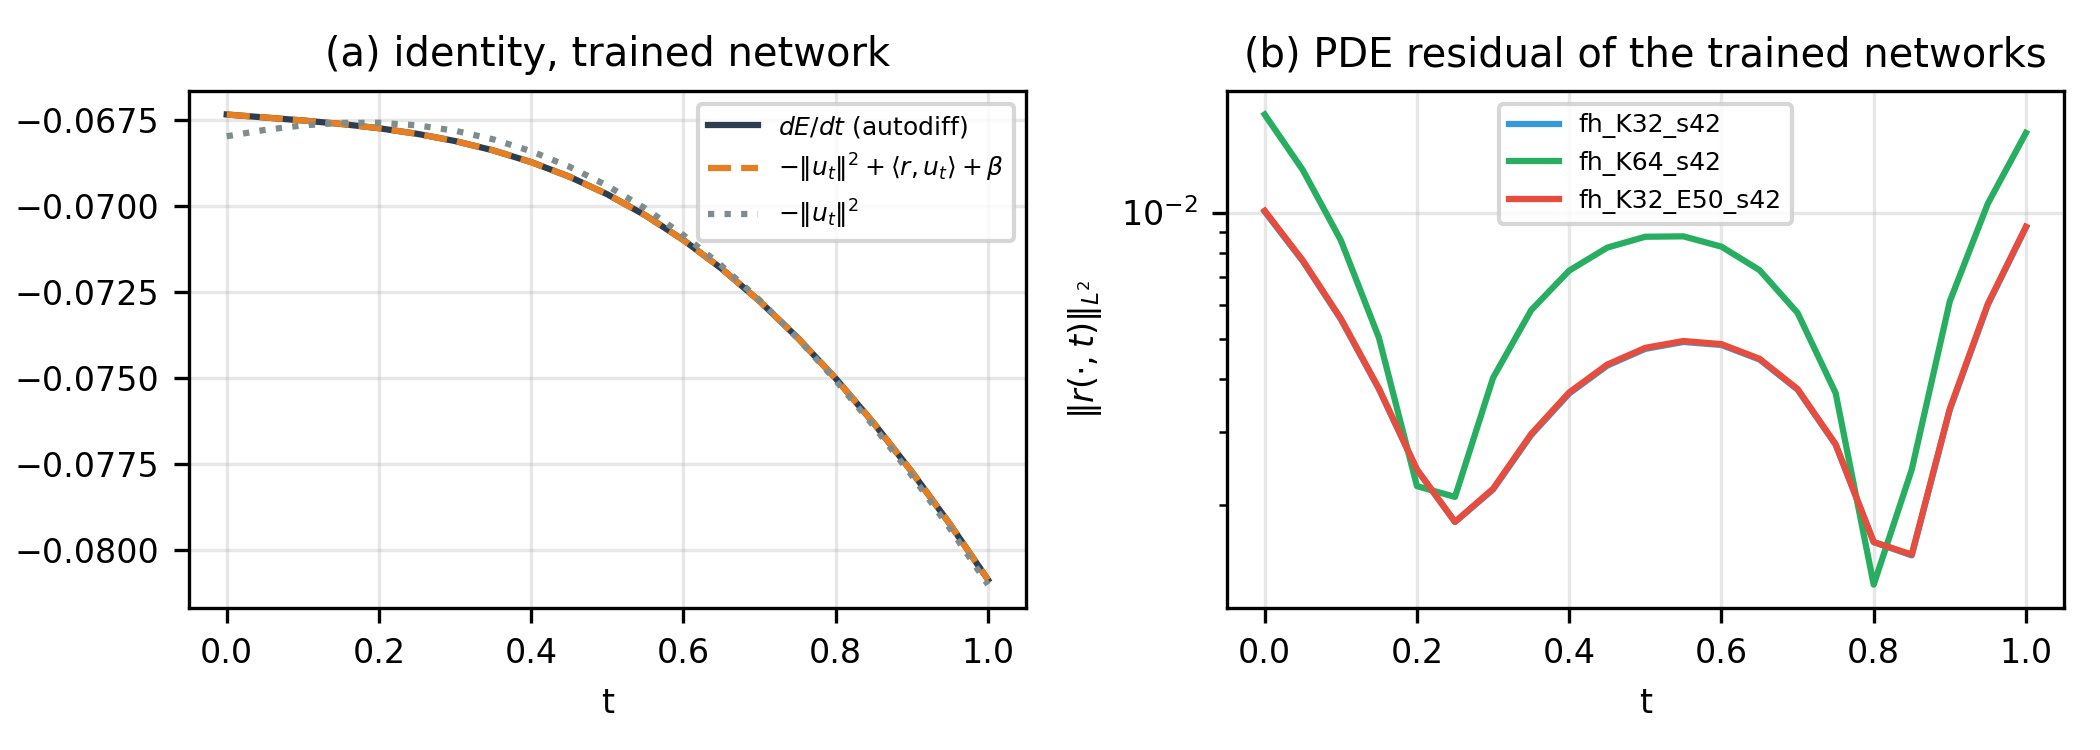 (a) identity, trained network
−0.0675
−0.0700
−0.0725
−0.0750
−0.0775
−0.0800
dE/dt (autodiff)
−‖u_t‖² + ⟨r, u_t⟩ + β
−‖u_t‖²
0.0 0.2 0.4 0.6 0.8 1.0
t
(b) PDE residual of the trained networks
‖r(·, t)‖_{L²}
10⁻²
fh_K32_s42
fh_K64_s42
fh_K32_E50_s42
0.0 0.2 0.4 0.6 0.8 1.0
t